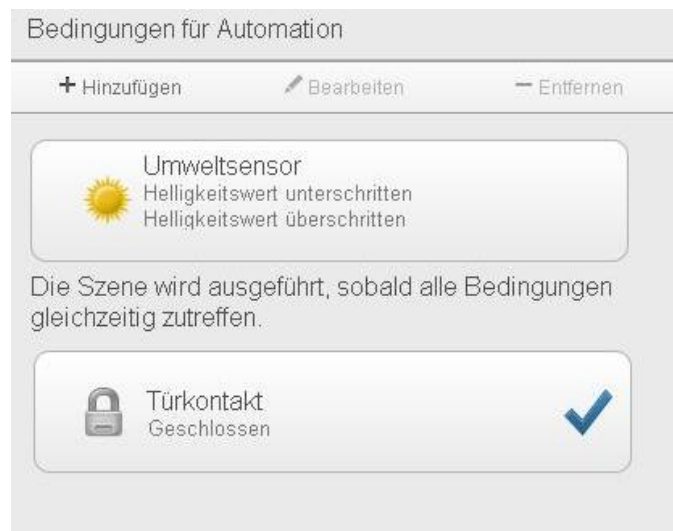 Bedingungen für Automation
+ Hinzufügen Bearbeiten − Entfernen
Umweltsensor
Helligkeitswert unterschritten
Helligkeitswert überschritten
Die Szene wird ausgeführt, sobald alle Bedingungen
gleichzeitig zutreffen.
Türkontakt
Geschlossen